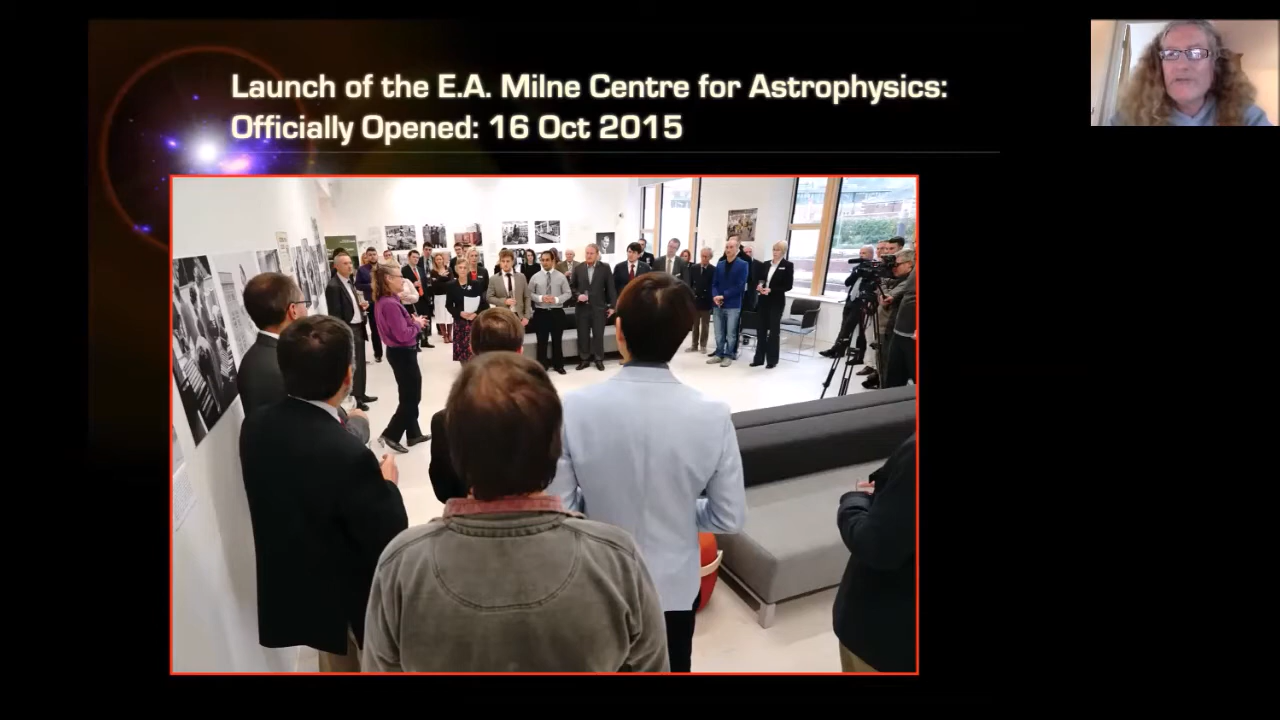 Launch of the E.A. Milne Centre for Astrophysics:
Officially Opened: 16 Oct 2015